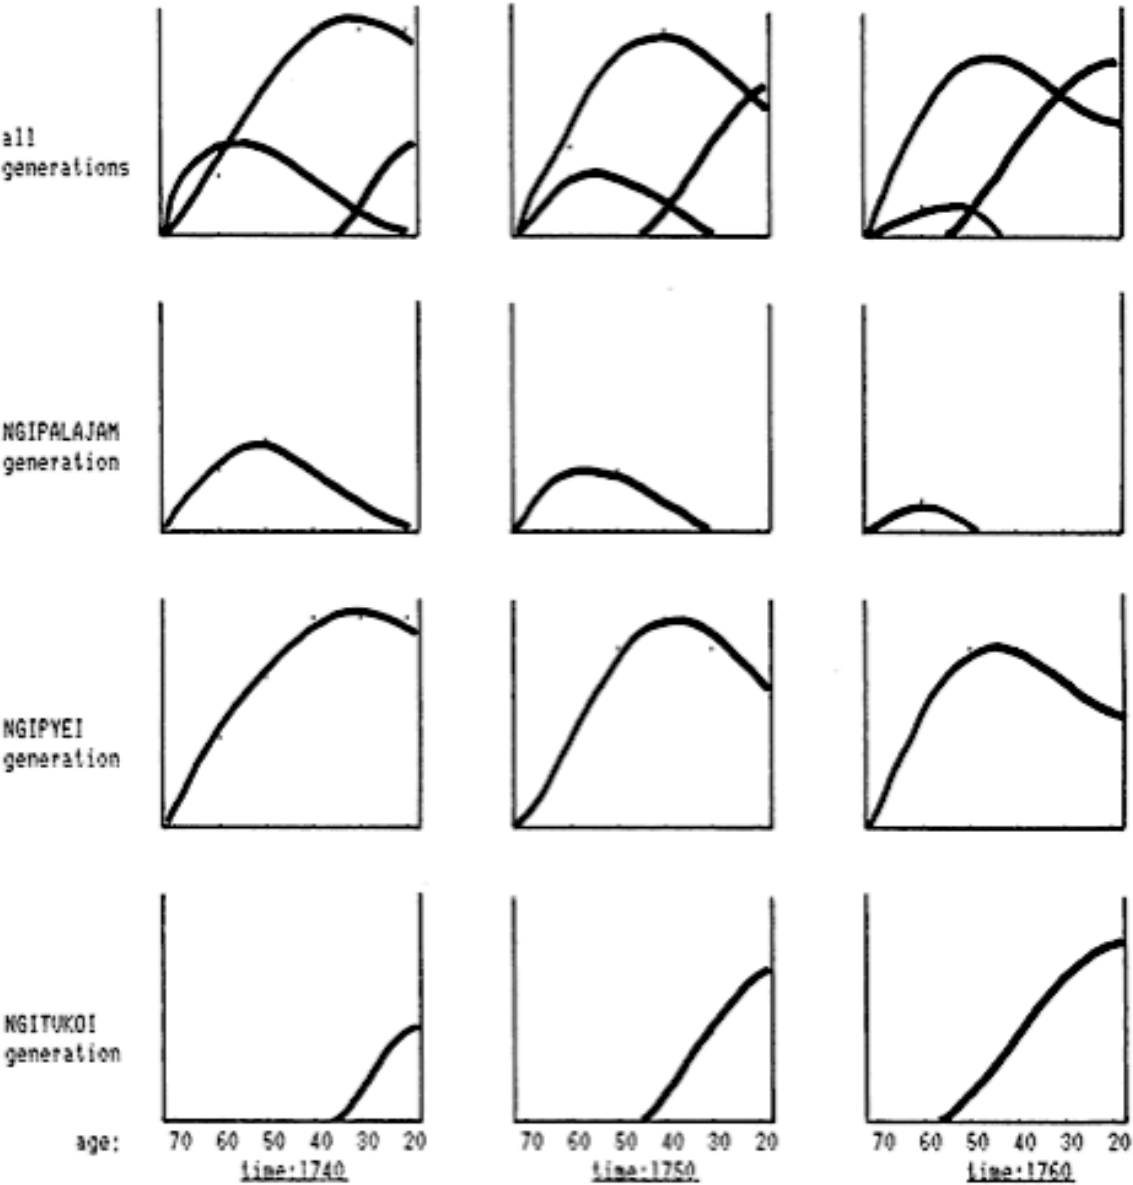 all
generations
NGIPALAJAM
generation
NGIPYEI
generation
NGITUKOI
generation
age: 70 60 50 40 30 20 70 60 50 40 30 20 70 60 50 40 30 20
time:1740 time:1750 time:1760